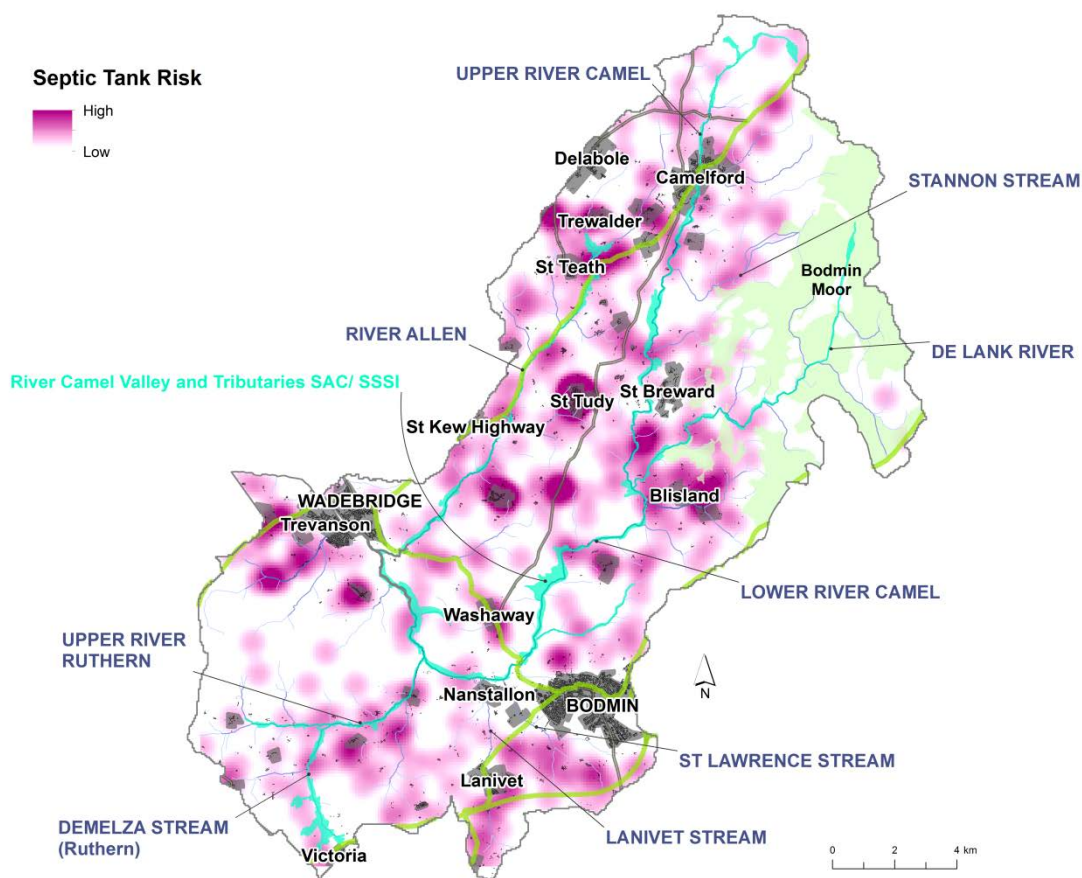 Septic Tank Risk
High
Low
UPPER RIVER CAMEL
Delabole
Camelford
STANNON STREAM
Trewalder
St Teath
Bodmin
Moor
RIVER ALLEN
DE LANK RIVER
River Camel Valley and Tributaries SAC/ SSSI
St Breward
St Tudy
St Kew Highway
WADEBRIDGE
Trevanson
Blisland
LOWER RIVER CAMEL
Washaway
UPPER RIVER
RUTHERN
N
Nanstallon
BODMIN
ST LAWRENCE STREAM
Lanivet
DEMELZA STREAM
(Ruthern)
LANIVET STREAM
Victoria
0 2 4 km